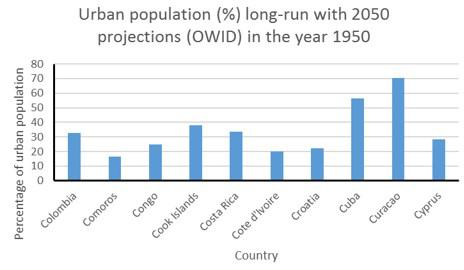 Urban population (%) long-run with 2050
projections (OWID) in the year 1950
Percentage of urban population
80
70
60
50
40
30
20
10
0
Colombia
Comoros
Congo
Cook Islands
Costa Rica
Cote d'Ivoire
Croatia
Cuba
Curacao
Cyprus
Country